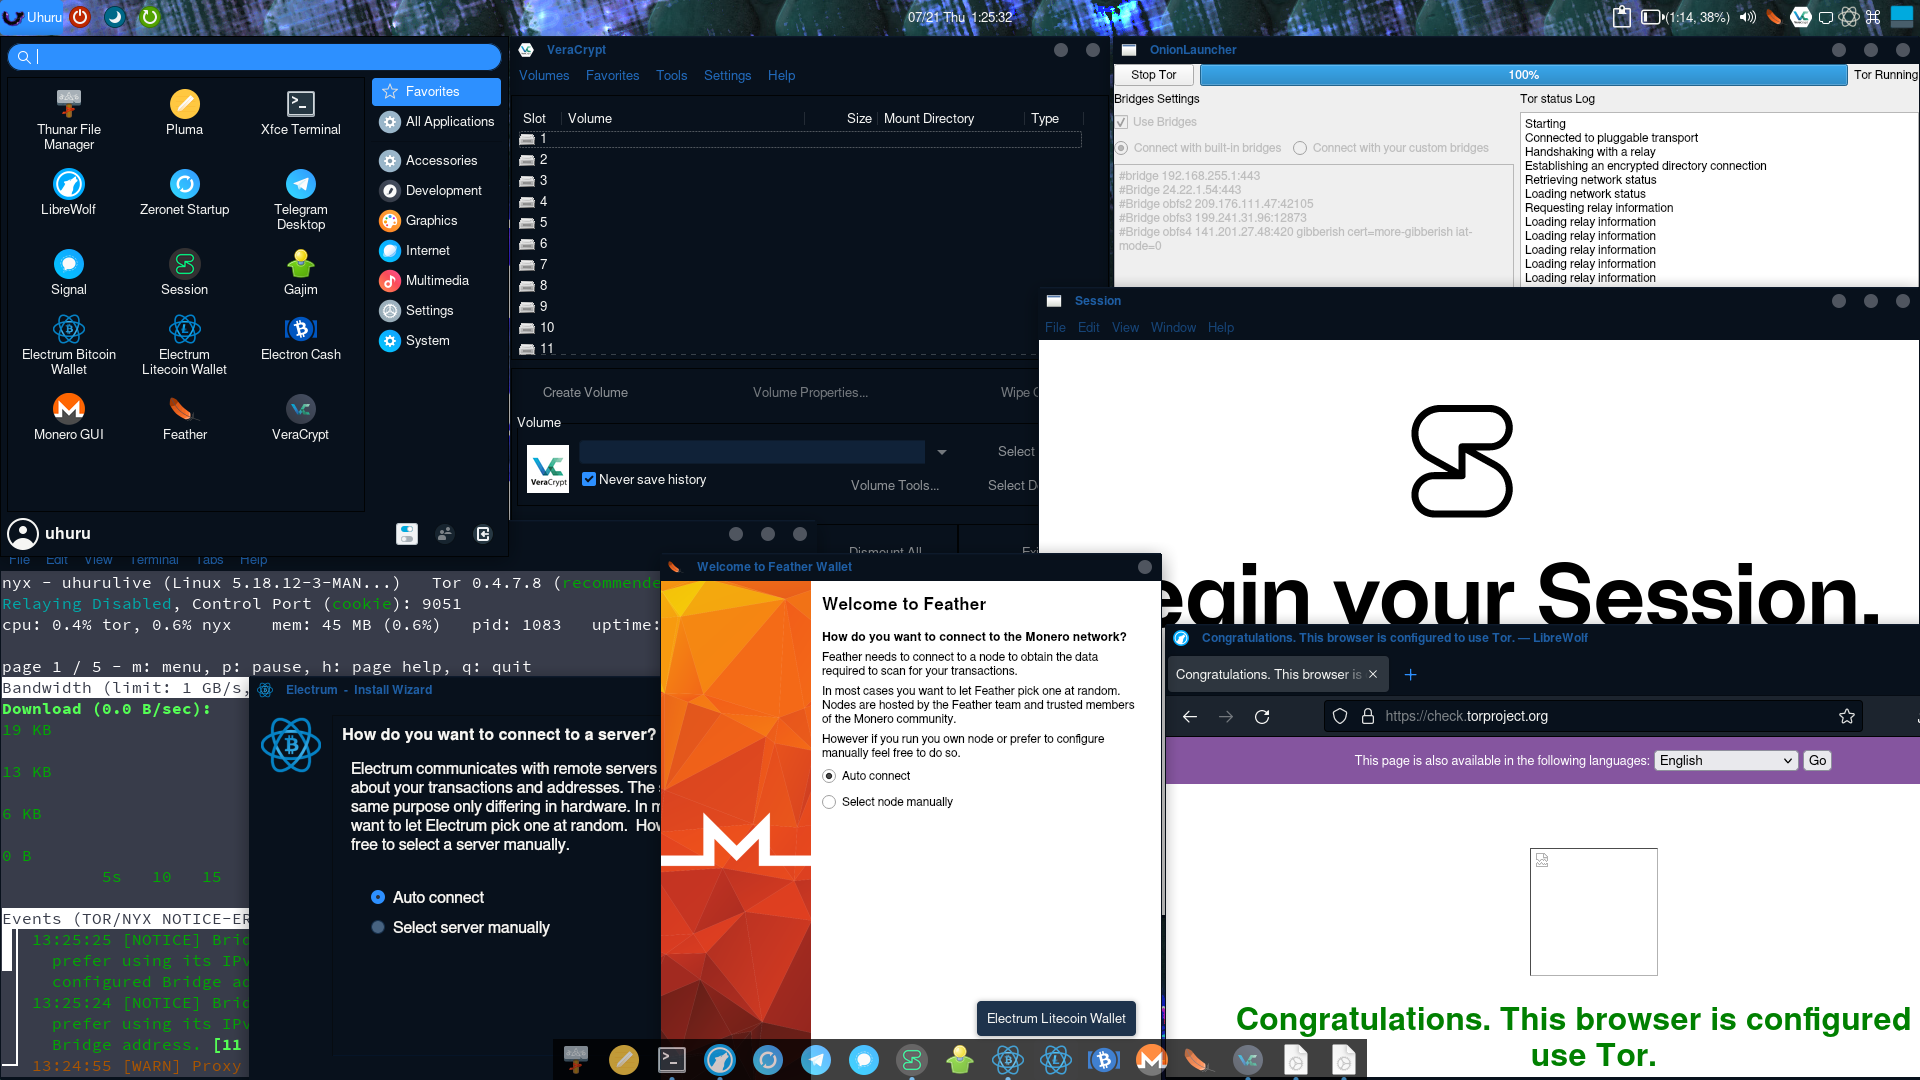 Uhuru
07/21 Thu 1:25:32
(1:14, 38%)
Favorites
All Applications
Accessories
Development
Graphics
Internet
Multimedia
Settings
System
Thunar File
Manager
Pluma
Xfce Terminal
LibreWolf
Zeronet Startup
Telegram
Desktop
Signal
Session
Gajim
Electrum Bitcoin
Wallet
Electrum
Litecoin Wallet
Electron Cash
Monero GUI
Feather
VeraCrypt
uhuru
VeraCrypt
Volumes Favorites Tools Settings Help
Slot Volume Size Mount Directory Type
1
2
3
4
5
6
7
8
9
10
11
Create Volume Volume Properties... Wipe
Volume
VeraCrypt
Never save history
Select
Volume Tools...
Select
Dismount All
OnionLauncher
Stop Tor 100% Tor Running
Bridges Settings
Use Bridges
Connect with built-in bridges Connect with your custom bridges
#bridge 192.168.255.1:443
#Bridge 24.22.1.54:443
#Bridge obfs2 209.176.111.47:42105
#Bridge obfs3 199.241.31.96:12873
#Bridge obfs4 141.201.27.48:420 gibberish cert=more-gibberish iat-
mode=0
Tor status Log
Starting
Connected to pluggable transport
Handshaking with a relay
Establishing an encrypted directory connection
Retrieving network status
Loading network status
Requesting relay information
Loading relay information
Loading relay information
Loading relay information
Loading relay information
Loading relay information
Session
File Edit View Window Help
egin your Session.
File Edit View Terminal Tabs Help
nyx - uhurulive (Linux 5.18.12-3-MAN...) Tor 0.4.7.8 (recommende
Relaying Disabled, Control Port (cookie): 9051
cpu: 0.4% tor, 0.6% nyx mem: 45 MB (0.6%) pid: 1083 uptime:
page 1 / 5 - m: menu, p: pause, h: page help, q: quit
Bandwidth (limit: 1 GB/s,
Download (0.0 B/sec):
19 KB
13 KB
6 KB
0 B
5s 10 15
Events (TOR/NYX NOTICE-ER
13:25:25 [NOTICE] Brid
prefer using its IPv
configured Bridge ad
13:25:24 [NOTICE] Brid
prefer using its IPv
Bridge address. [11
13:24:55 [WARN] Proxy
Electrum - Install Wizard
How do you want to connect to a server?
Electrum communicates with remote servers
about your transactions and addresses. The
same purpose only differing in hardware. In m
want to let Electrum pick one at random. How
free to select a server manually.
Auto connect
Select server manually
Welcome to Feather Wallet
Welcome to Feather
How do you want to connect to the Monero network?
Feather needs to connect to a node to obtain the data
required to scan for your transactions.
In most cases you want to let Feather pick one at random.
Nodes are hosted by the Feather team and trusted members
of the Monero community.
However if you run you own node or prefer to configure
manually feel free to do so.
Auto connect
Select node manually
Electrum Litecoin Wallet
Congratulations. This browser is configured to use Tor. — LibreWolf
Congratulations. This browser is
https://check.torproject.org
This page is also available in the following languages: English Go
Congratulations. This browser is configured
use Tor.